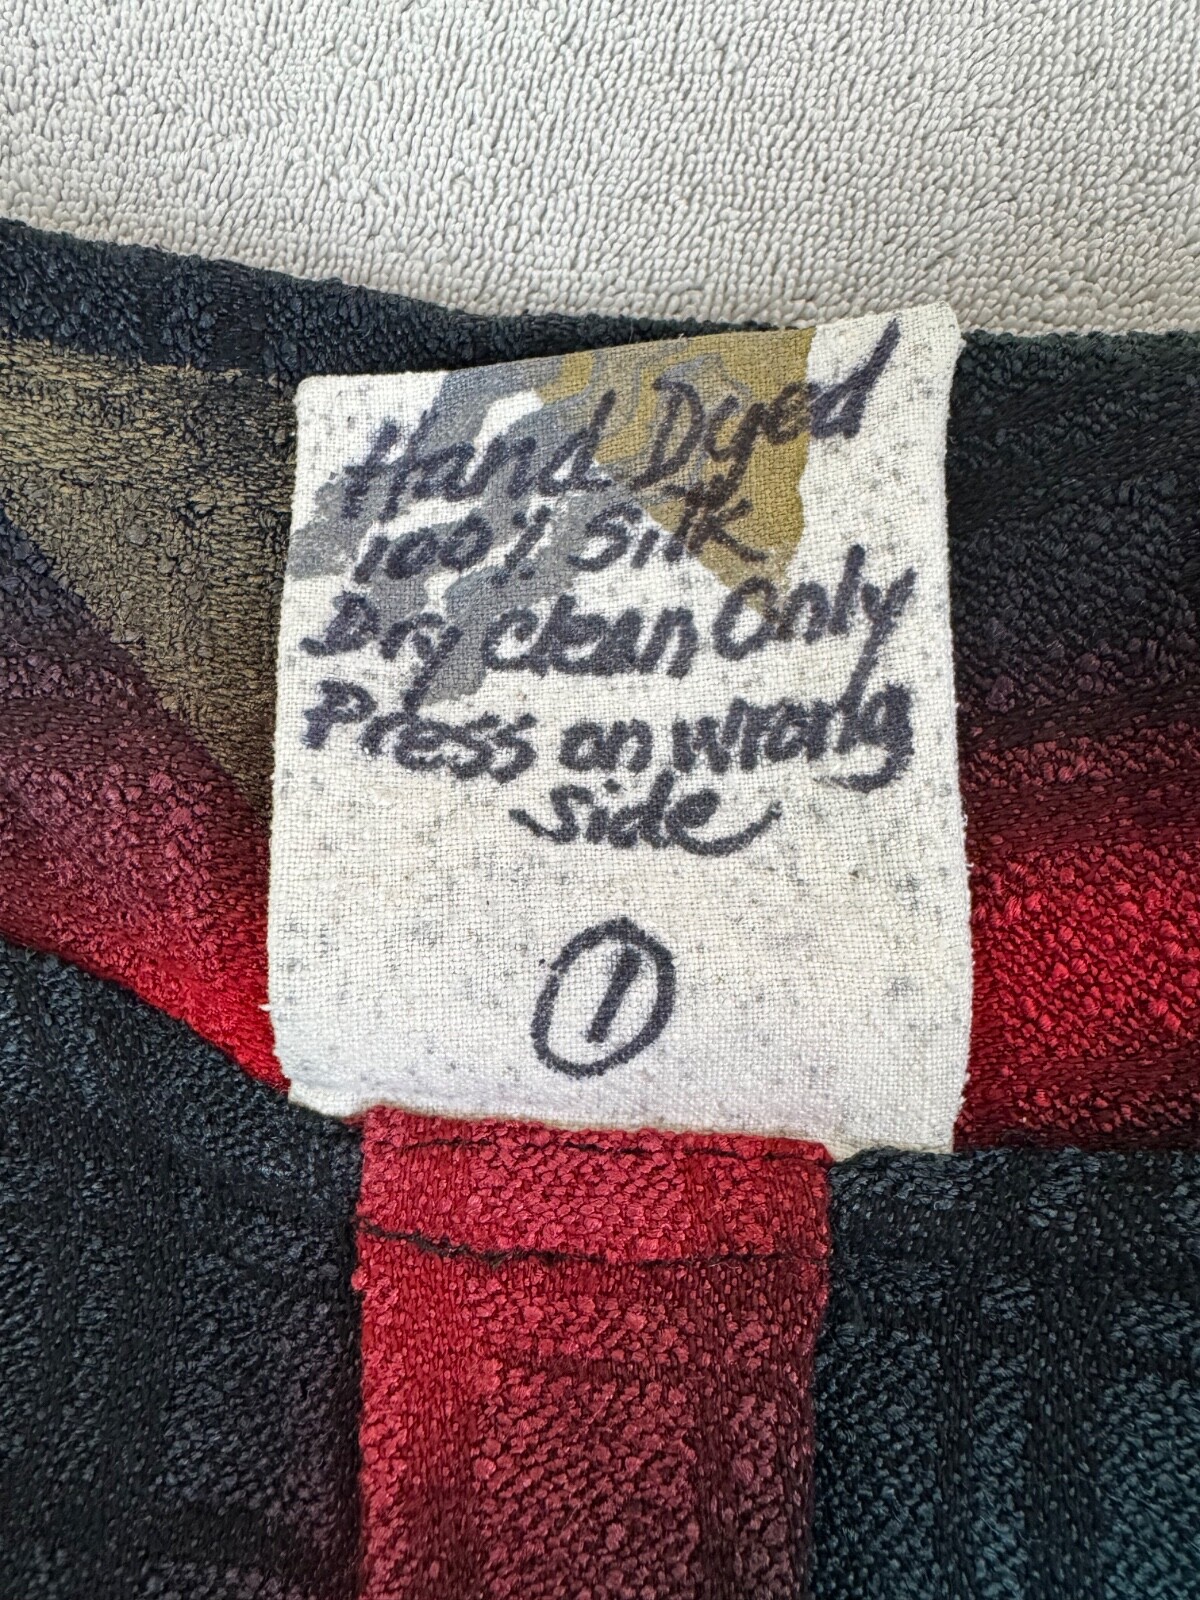 Hand Dyed
100% Silk
Dry clean Only
Press on wrong
side
1